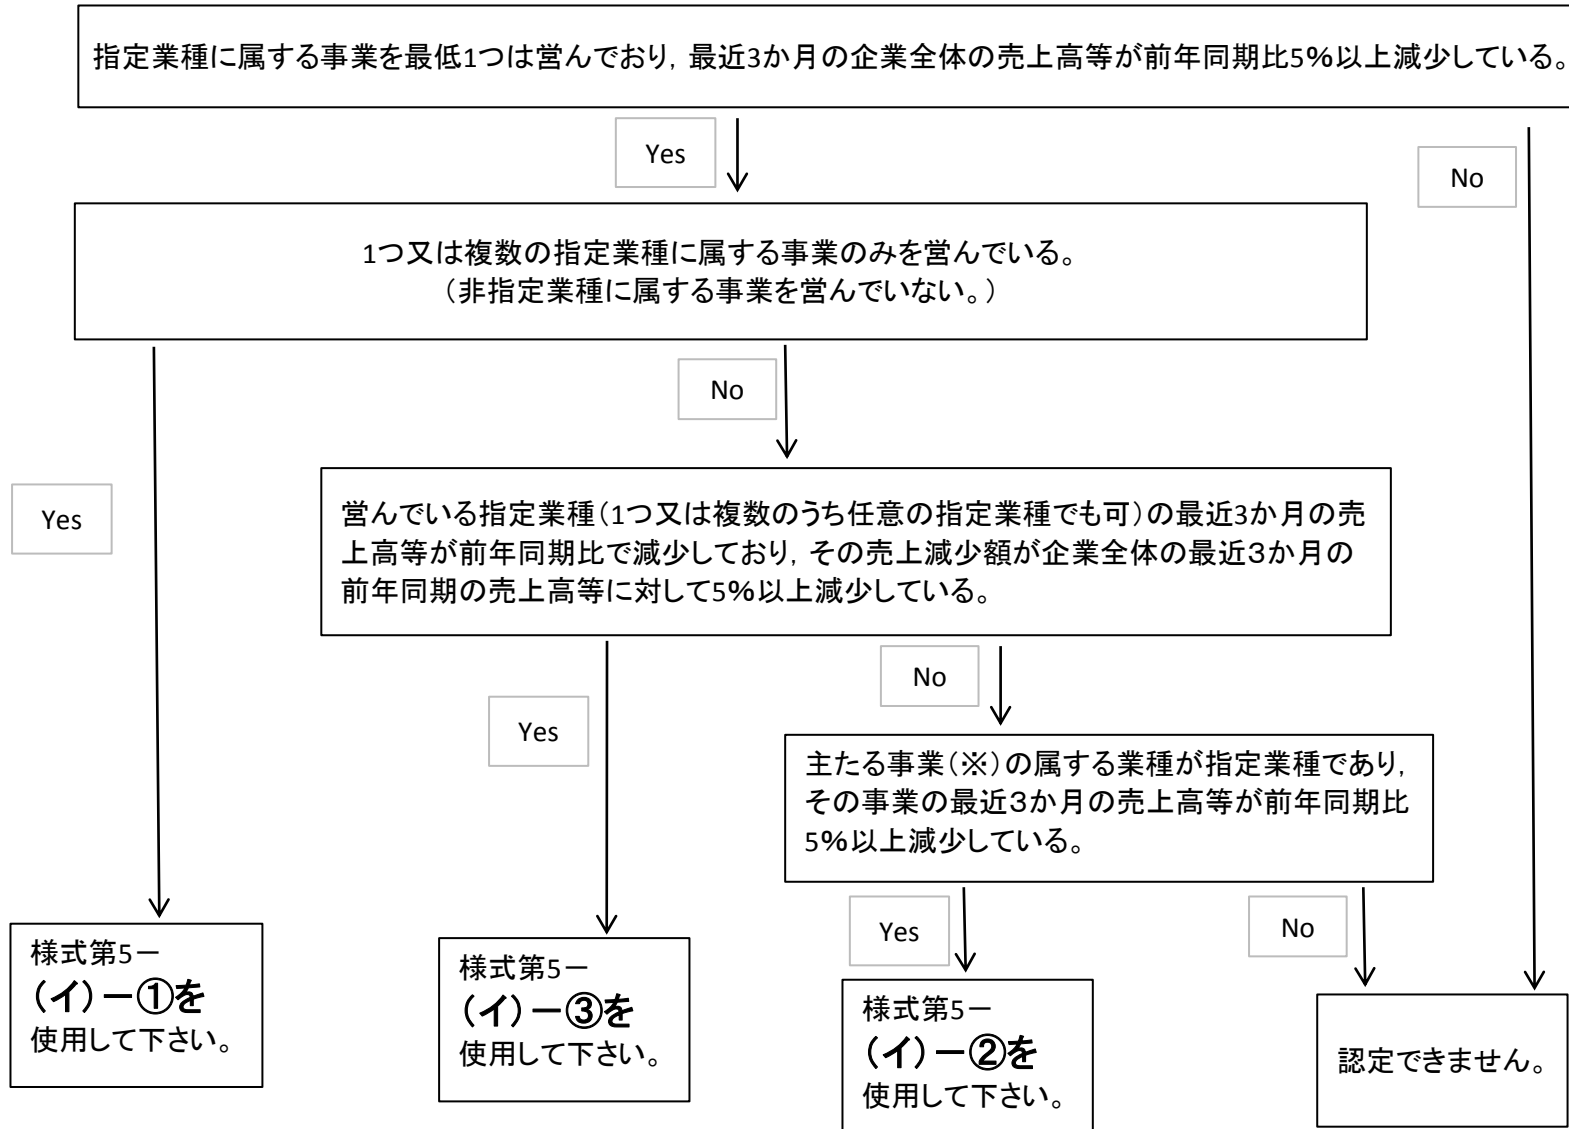 指定業種に属する事業を最低1つは営んでおり，最近3か月の企業全体の売上高等が前年同期比5%以上減少している。
Yes
No
1つ又は複数の指定業種に属する事業のみを営んでいる。
（非指定業種に属する事業を営んでいない。）
No
Yes
営んでいる指定業種（1つ又は複数のうち任意の指定業種でも可）の最近3か月の売
上高等が前年同期比で減少しており，その売上減少額が企業全体の最近３か月の
前年同期の売上高等に対して5%以上減少している。
No
Yes
主たる事業（※）の属する業種が指定業種であり，
その事業の最近３か月の売上高等が前年同期比
5%以上減少している。
Yes
No
様式第5－
（イ）－①を
使用して下さい。
様式第5－
（イ）－③を
使用して下さい。
様式第5－
（イ）－②を
使用して下さい。
認定できません。